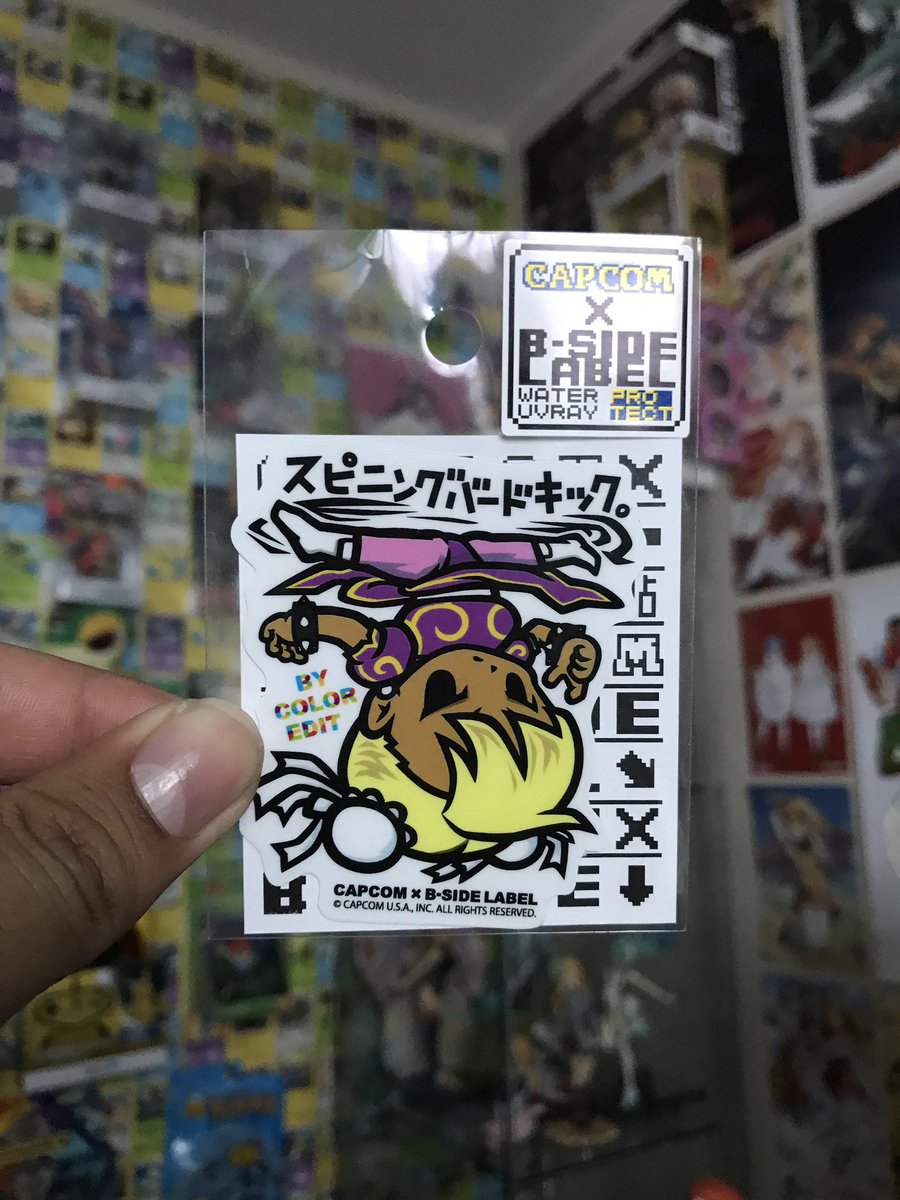 CAPCOM
X
B-SIDE
LABEL
WATER PRO
UVRAY TECT
スピニングバードキック。
BY
COLOR
EDIT
M
E
X
E
CAPCOM × B-SIDE LABEL
© CAPCOM U.S.A., INC. ALL RIGHTS RESERVED.